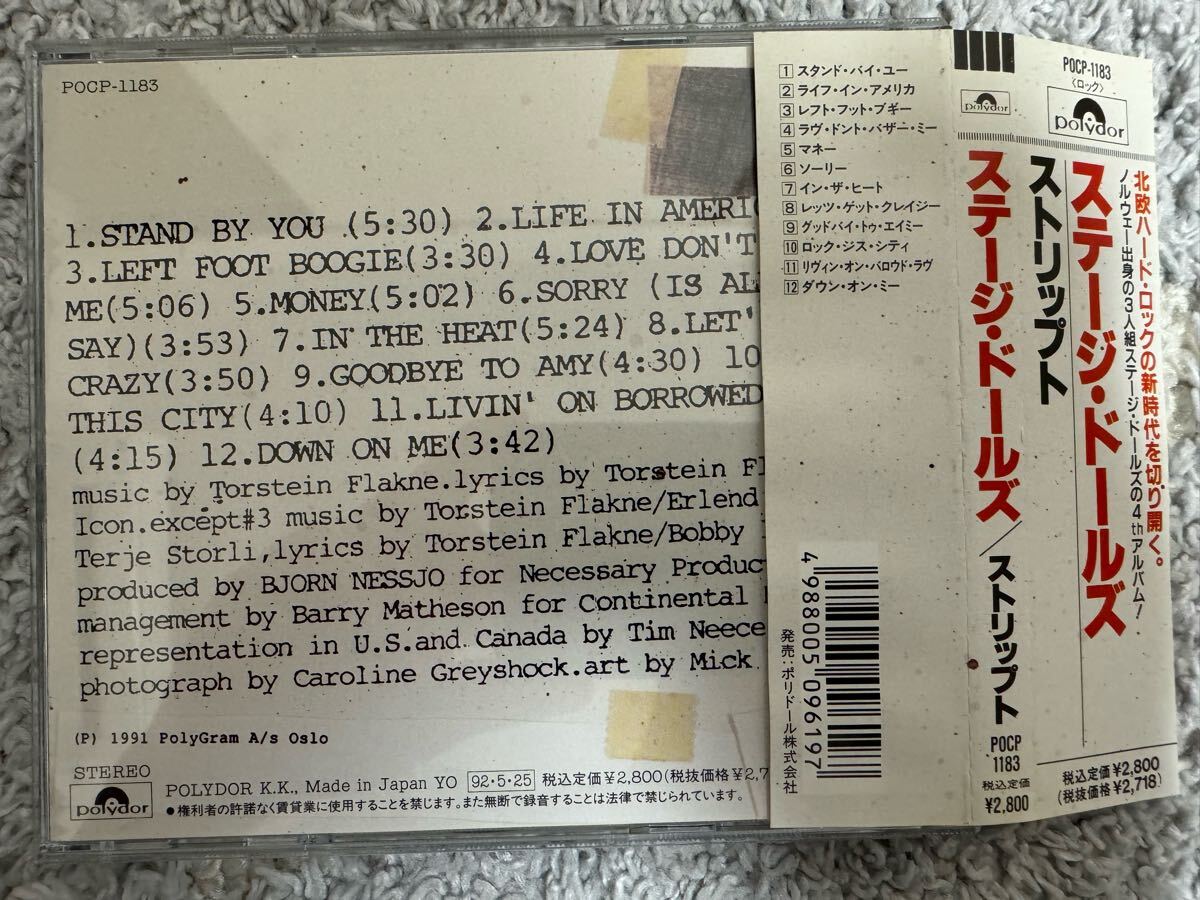 POCP-1183
1.STAND BY YOU (5:30) 2.LIFE IN AMERI
3.LEFT FOOT BOOGIE(3:30) 4.LOVE DON'T
ME(5:06) 5.MONEY(5:02) 6.SORRY (IS AL
SAY)(3:53) 7.IN THE HEAT(5:24) 8.LET'
CRAZY(3:50) 9.GOODBYE TO AMY(4:30) 10
THIS CITY(4:10) 11.LIVIN' ON BORROWED
(4:15) 12.DOWN ON ME(3:42)
music by Torstein Flakne.lyrics by Torstein Fl
Icon.except#3 music by Torstein Flakne/Erlend
Terje Storli,lyrics by Torstein Flakne/Bobby
produced by BJORN NESSJO for Necessary Produc
management by Barry Matheson for Continental
representation in U.S.and Canada by Tim Neece
photograph by Caroline Greyshock.art by Mick
(P) 1991 PolyGram A/s Oslo
STEREO
polydor
POLYDOR K.K., Made in Japan YO 92・5・25 税込定価¥2,800(税抜価格¥2,7
●権利者の許諾なく賃貸業に使用することを禁じます。また無断で録音することは法律で禁じられています。
1 スタンド・バイ・ユー
2 ライフ・イン・アメリカ
3 レフト・フット・ブギー
4 ラヴ・ドント・バザー・ミー
5 マネー
6 ソーリー
7 イン・ザ・ヒート
8 レッツ・ゲット・クレイジー
9 グッドバイ・トゥ・エイミー
10 ロック・ジス・シティ
11 リヴィン・オン・バロウド・ラヴ
12 ダウン・オン・ミー
4988005096197
発売:ポリドール株式会社
polydor
ステージ・ドールズ/ストリップト
POCP
1183
税込定価
¥2,800
POCP-1183
〈ロック〉
polydor
北欧ハード・ロックの新時代を切り開く。
ノルウェー出身の3人組ステージ・ドールズの4thアルバム!
ステージ・ドールズ
ストリップト
税込定価¥2,800
(税抜価格¥2,718)